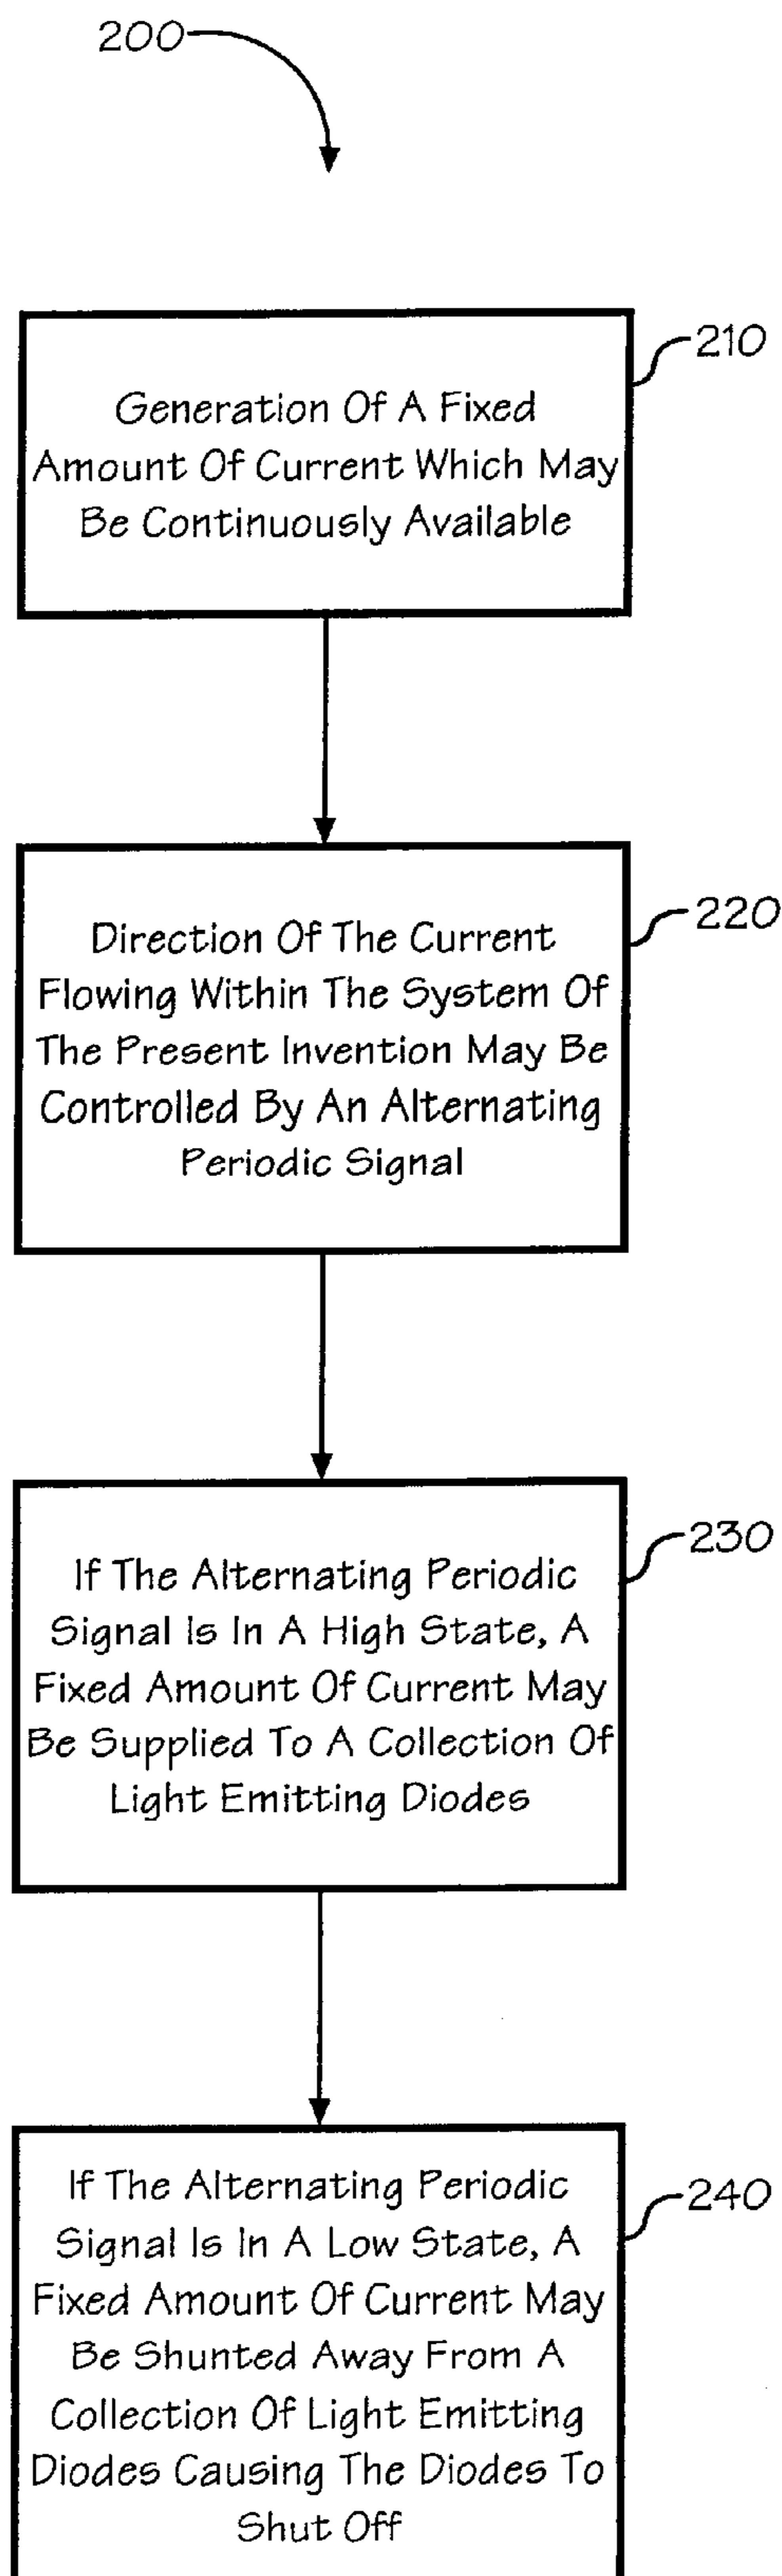 200
210
Generation Of A Fixed
Amount Of Current Which May
Be Continuously Available
220
Direction Of The Current
Flowing Within The System Of
The Present Invention May Be
Controlled By An Alternating
Periodic Signal
230
If The Alternating Periodic
Signal Is In A High State, A
Fixed Amount Of Current May
Be Supplied To A Collection Of
Light Emitting Diodes
240
If The Alternating Periodic
Signal Is In A Low State, A
Fixed Amount Of Current May
Be Shunted Away From A
Collection Of Light Emitting
Diodes Causing The Diodes To
Shut Off